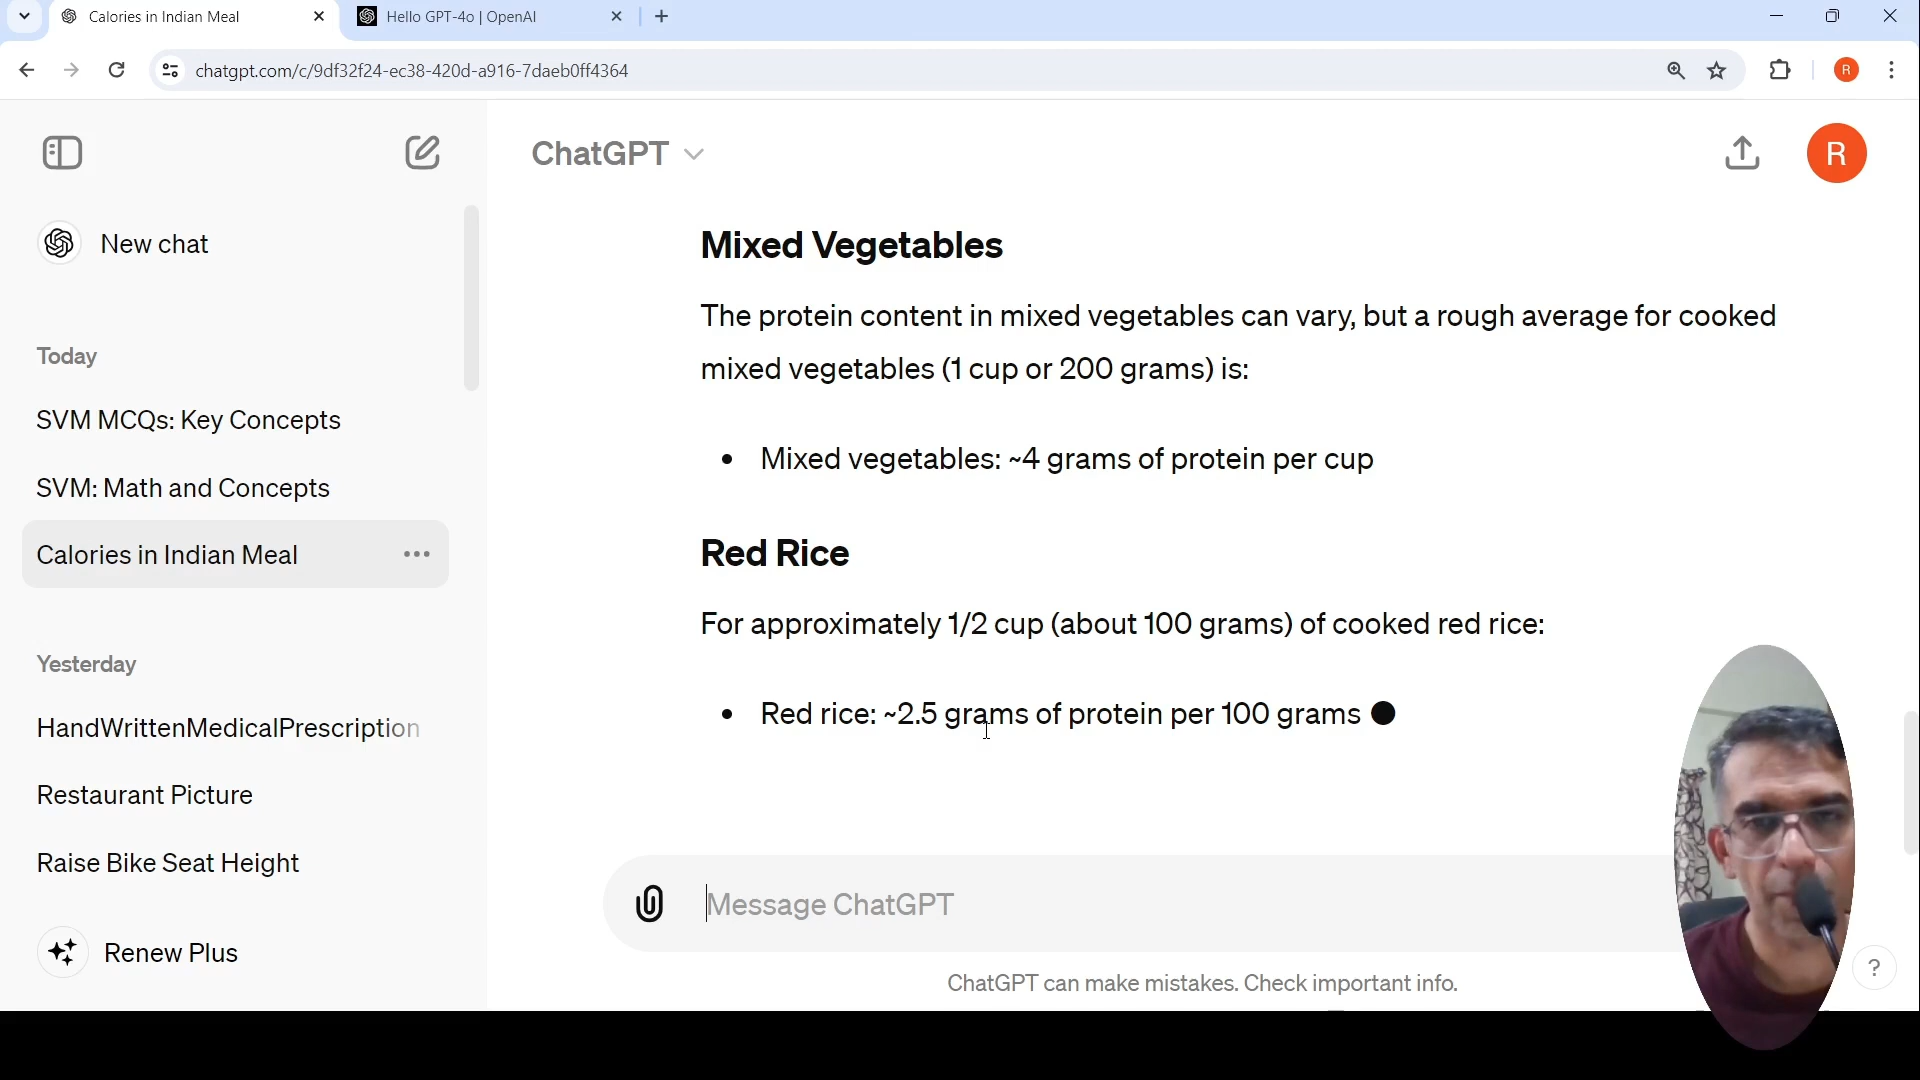 Calories in Indian Meal
Hello GPT-4o | OpenAI
chatgpt.com/c/9df32f24-ec38-420d-a916-7daeb0ff4364
R
ChatGPT
R
New chat
Today
SVM MCQs: Key Concepts
SVM: Math and Concepts
Calories in Indian Meal
Yesterday
HandWrittenMedicalPrescription
Restaurant Picture
Raise Bike Seat Height
Renew Plus
Mixed Vegetables
The protein content in mixed vegetables can vary, but a rough average for cooked
mixed vegetables (1 cup or 200 grams) is:
• Mixed vegetables: ~4 grams of protein per cup
Red Rice
For approximately 1/2 cup (about 100 grams) of cooked red rice:
• Red rice: ~2.5 grams of protein per 100 grams
Message ChatGPT
ChatGPT can make mistakes. Check important info.
?